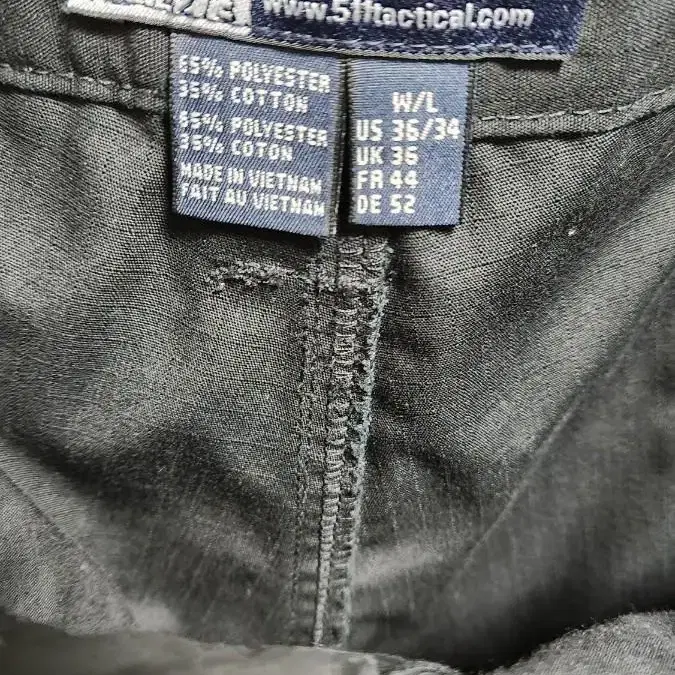 www.511tactical.com
65% POLYESTER
35% COTTON
65% POLYESTER
35% COTON
MADE IN VIETNAM
FAIT AU VIETNAM
W/L
US 36/34
UK 36
FR 44
DE 52